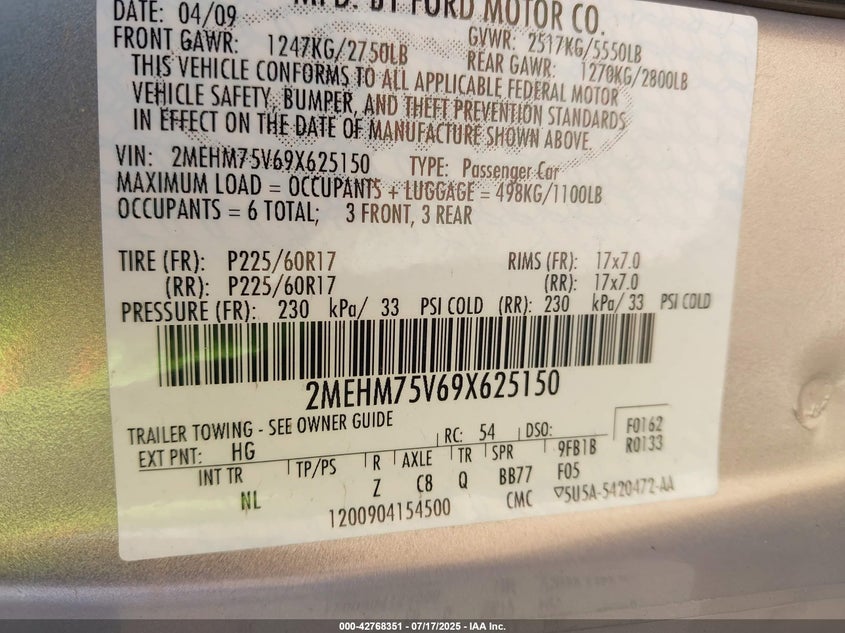 DATE: 04/09 MFD. BY FORD MOTOR CO.
FRONT GAWR: 1247KG/2750LB GVWR: 2517KG/5550LB
REAR GAWR: 1270KG/2800LB
THIS VEHICLE CONFORMS TO ALL APPLICABLE FEDERAL MOTOR
VEHICLE SAFETY, BUMPER, AND THEFT PREVENTION STANDARDS
IN EFFECT ON THE DATE OF MANUFACTURE SHOWN ABOVE.
VIN: 2MEHM75V69X625150 TYPE: Passenger Car
MAXIMUM LOAD = OCCUPANTS + LUGGAGE = 498KG/1100LB
OCCUPANTS = 6 TOTAL; 3 FRONT, 3 REAR
TIRE (FR): P225/60R17 RIMS (FR): 17x7.0
(RR): P225/60R17 (RR): 17x7.0
PRESSURE (FR): 230 kPa/ 33 PSI COLD (RR): 230 kPa/ 33 PSI COLD
2MEHM75V69X625150
TRAILER TOWING - SEE OWNER GUIDE
EXT PNT: HG RC: 54 DSO: F0162
R0133
INT TR TP/PS R AXLE TR SPR 9FB1B
NL Z C8 Q BB77 F05
1200904154500 CMC ▽5U5A-5420472-AA
000-42768351 | 07/17/2025 - IAA Inc.